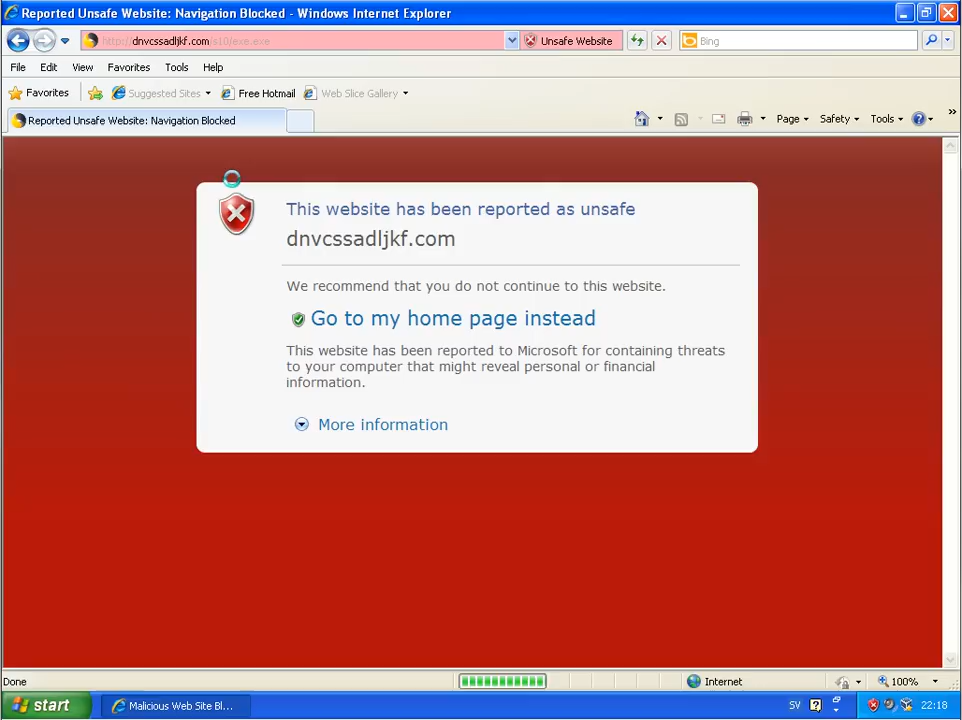 Reported Unsafe Website: Navigation Blocked - Windows Internet Explorer
http://dnvcssadljkf.com/s10/exe.exe
Unsafe Website
Bing
File Edit View Favorites Tools Help
Favorites Suggested Sites Free Hotmail Web Slice Gallery
Reported Unsafe Website: Navigation Blocked
Page Safety Tools »
This website has been reported as unsafe
dnvcssadljkf.com
We recommend that you do not continue to this website.
Go to my home page instead
This website has been reported to Microsoft for containing threats
to your computer that might reveal personal or financial
information.
More information
Done Internet 100%
start Malicious Web Site Bl... SV 22:18